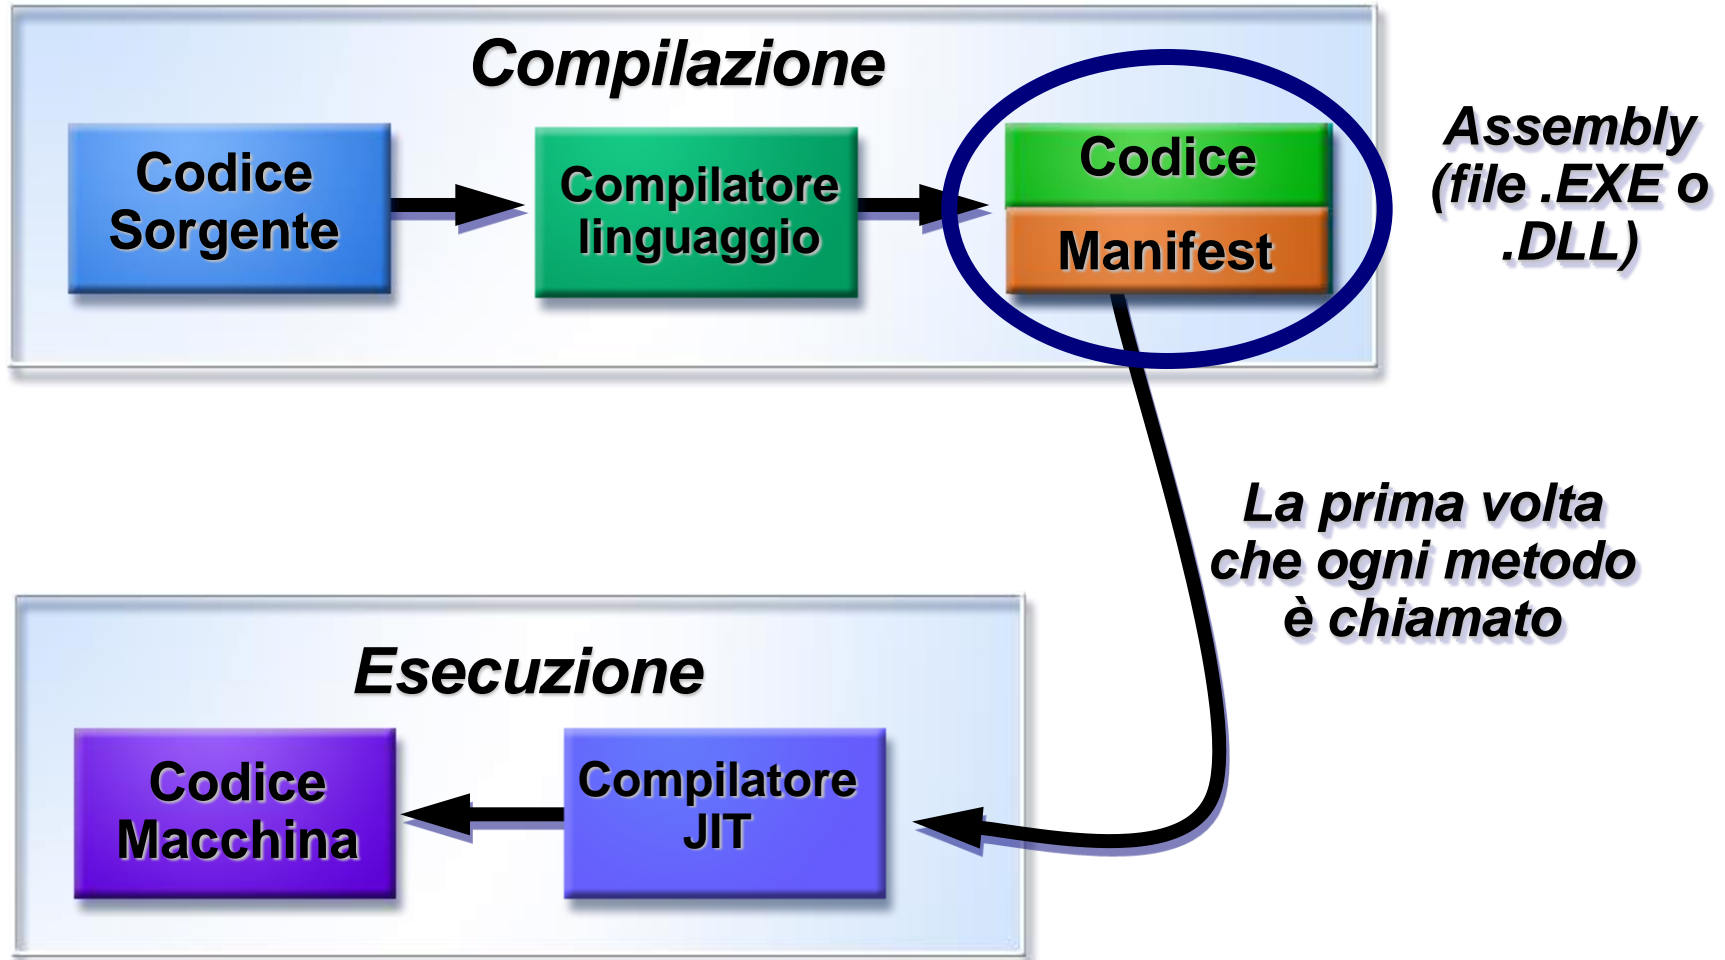 Compilazione
Codice
Sorgente
Compilatore
linguaggio
Codice
Manifest
Assembly
(file .EXE o
.DLL)
La prima volta
che ogni metodo
è chiamato
Esecuzione
Codice
Macchina
Compilatore
JIT